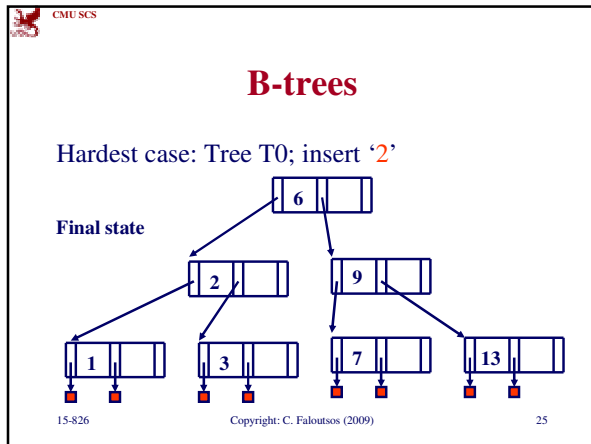 CMU SCS
B-trees
Hardest case: Tree T0; insert ‘2’
6
Final state
2
9
1
3
7
13
15-826
Copyright: C. Faloutsos (2009)
25